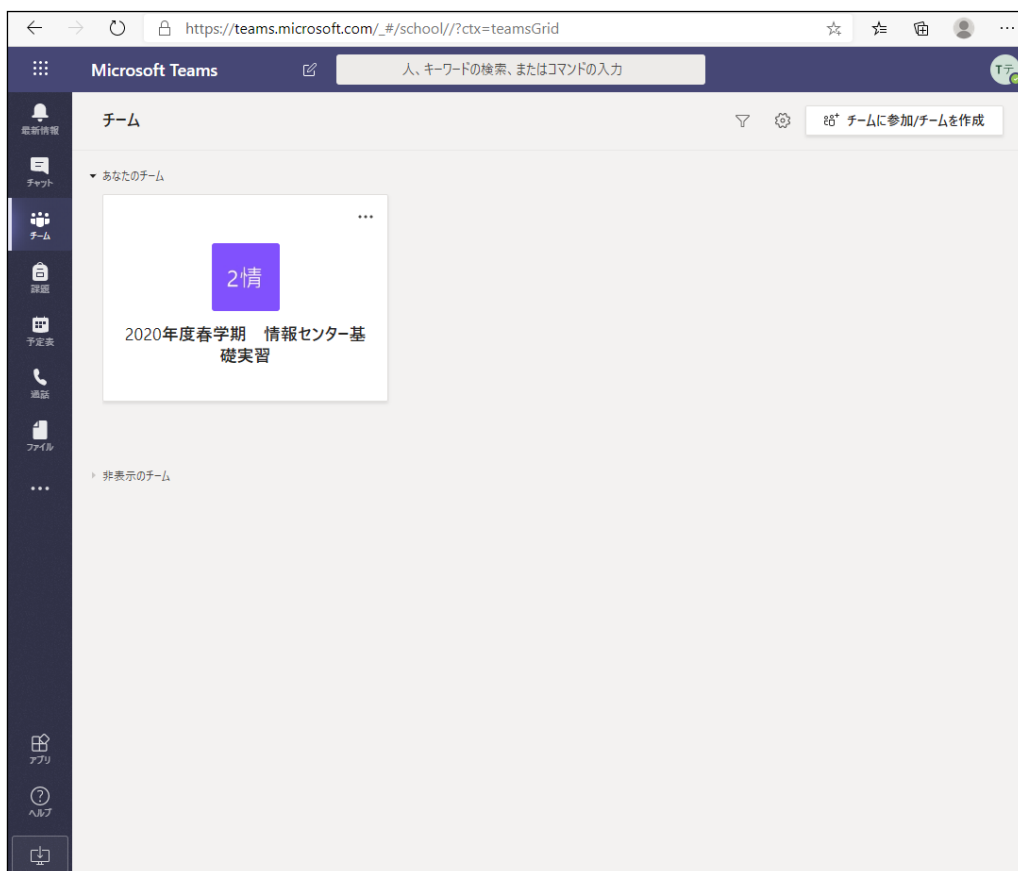 https://teams.microsoft.com/_#/school//?ctx=teamsGrid
Microsoft Teams
人、キーワードの検索、またはコマンドの入力
Tテ
最新情報
チャット
チーム
課題
予定表
通話
ファイル
アプリ
ヘルプ
チーム
チームに参加/チームを作成
あなたのチーム
2情
2020年度春学期　情報センター基
礎実習
非表示のチーム